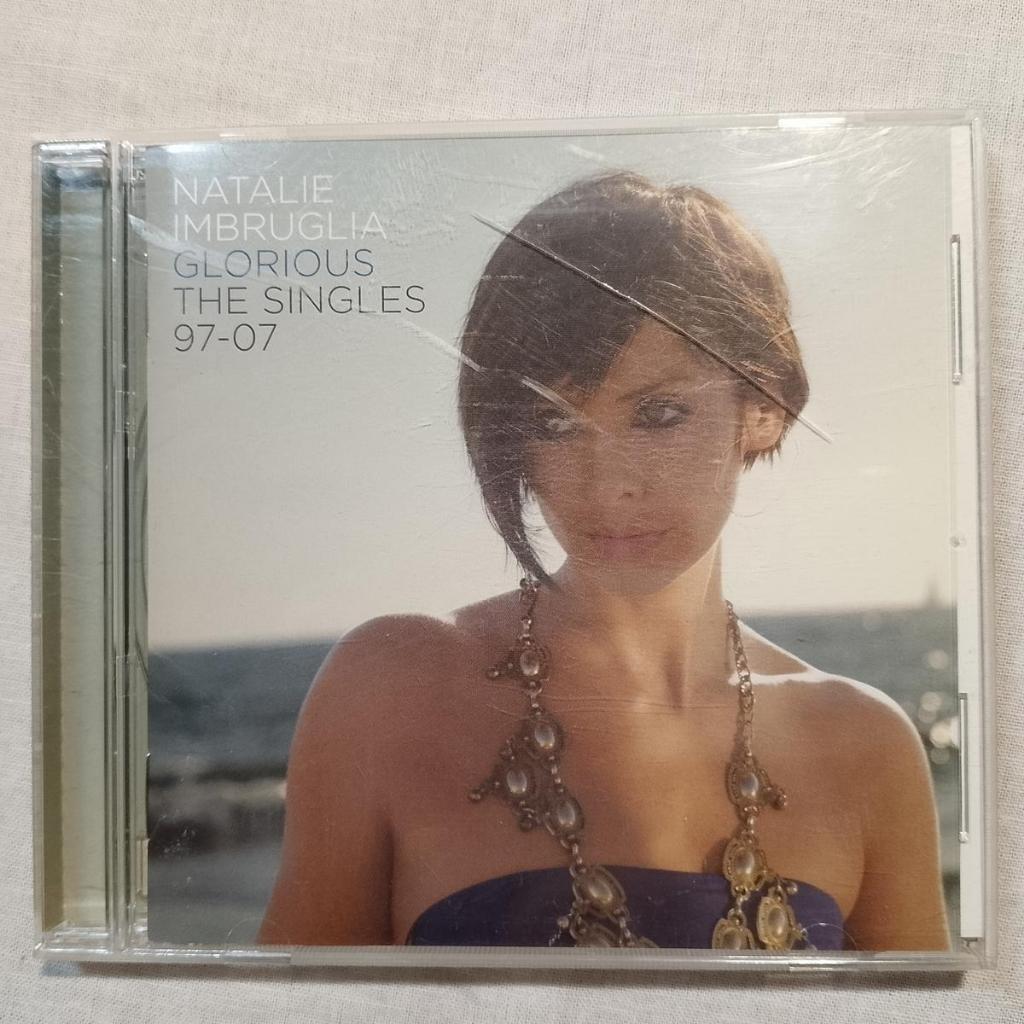 NATALIE
IMBRUGLIA
GLORIOUS
THE SINGLES
97-07